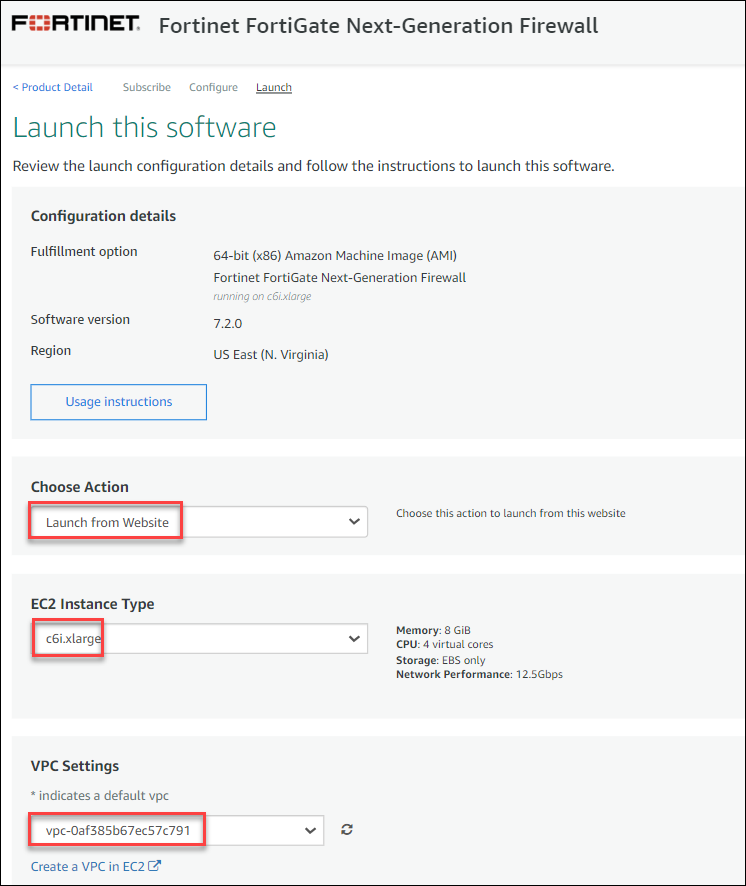 FORTINET. Fortinet FortiGate Next-Generation Firewall
< Product Detail Subscribe Configure Launch
Launch this software
Review the launch configuration details and follow the instructions to launch this software.
Configuration details
Fulfillment option
64-bit (x86) Amazon Machine Image (AMI)
Fortinet FortiGate Next-Generation Firewall
running on c6i.xlarge
Software version 7.2.0
Region US East (N. Virginia)
Usage instructions
Choose Action
Launch from Website Choose this action to launch from this website
EC2 Instance Type
c6i.xlarge
Memory: 8 GiB
CPU: 4 virtual cores
Storage: EBS only
Network Performance: 12.5Gbps
VPC Settings
* indicates a default vpc
vpc-0af385b67ec57c791
Create a VPC in EC2